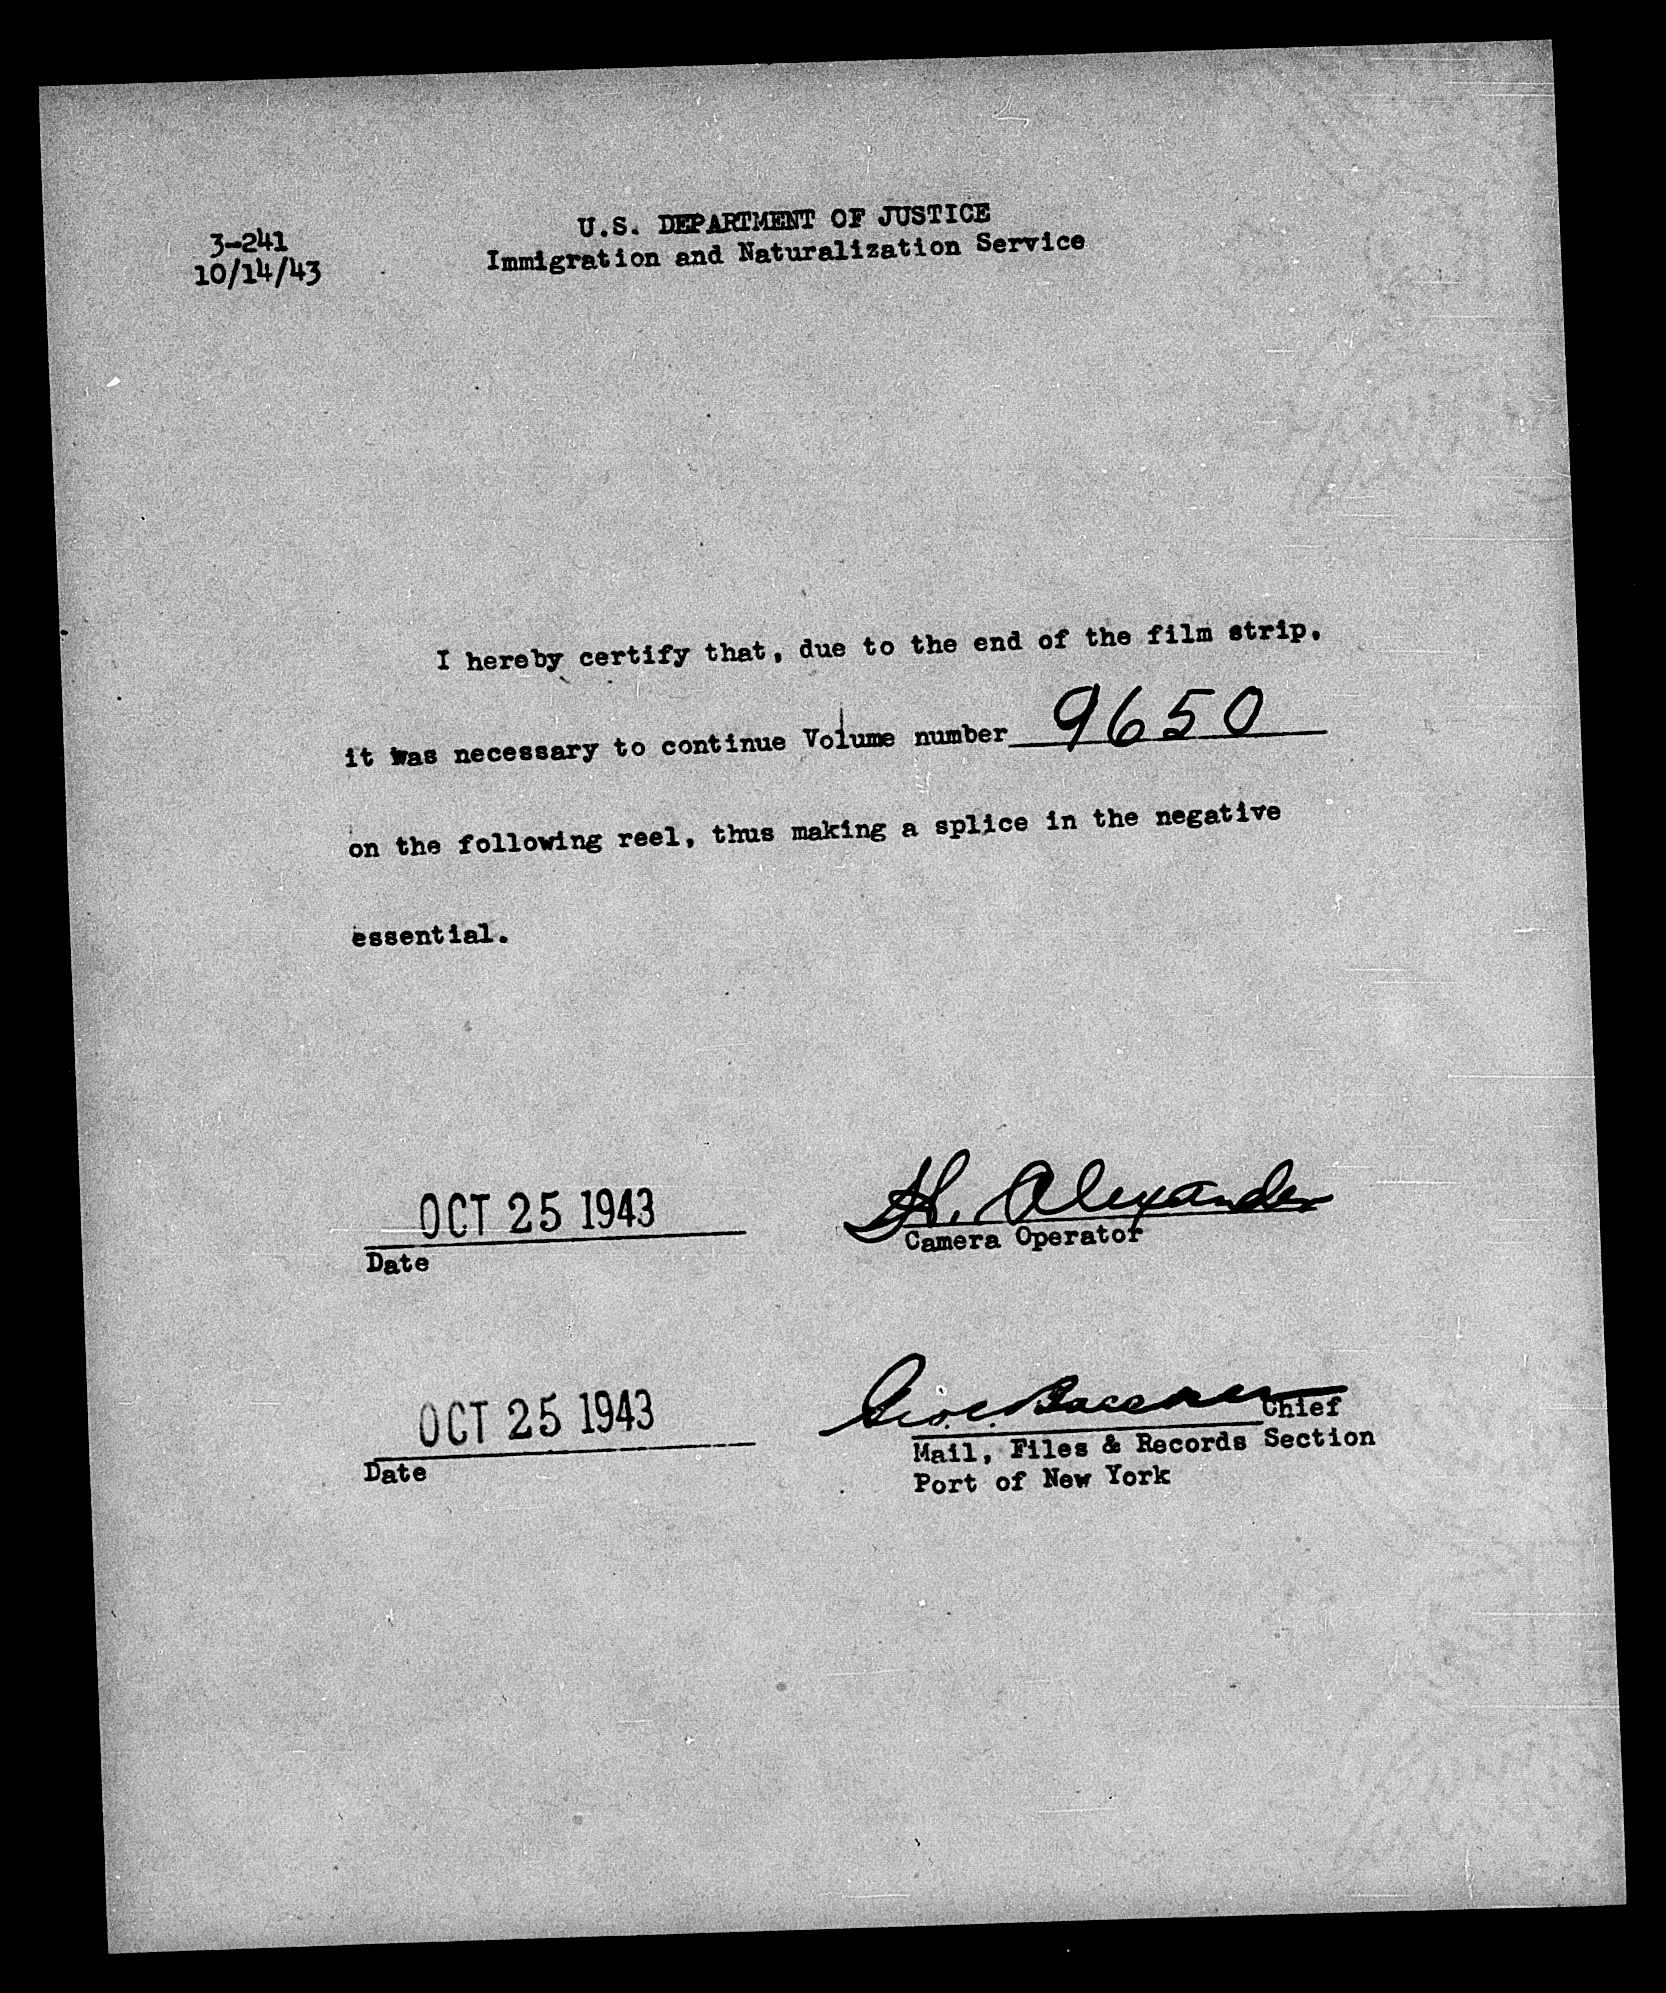 3-241
10/14/43
U.S. DEPARTMENT OF JUSTICE
Immigration and Naturalization Service
I hereby certify that, due to the end of the film strip,
it was necessary to continue Volume number 9650
on the following reel, thus making a splice in the negative
essential.
OCT 25 1943
Date
H. Alexander
Camera Operator
OCT 25 1943
Date
Chief
Mail, Files & Records Section
Port of New York